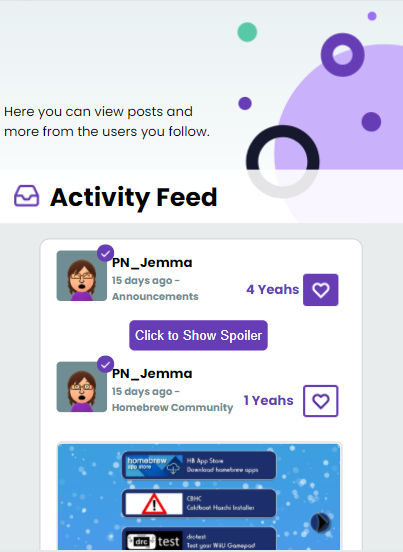 Here you can view posts and
more from the users you follow.
Activity Feed
PN_Jemma
15 days ago -
Announcements
4 Yeahs
Click to Show Spoiler
PN_Jemma
15 days ago -
Homebrew Community
1 Yeahs
homebrew
app store
HB App Store
Download homebrew apps
CBHC
Coldboot Haxchi Installer
drc test
drctest
Test your WiiU Gamepad